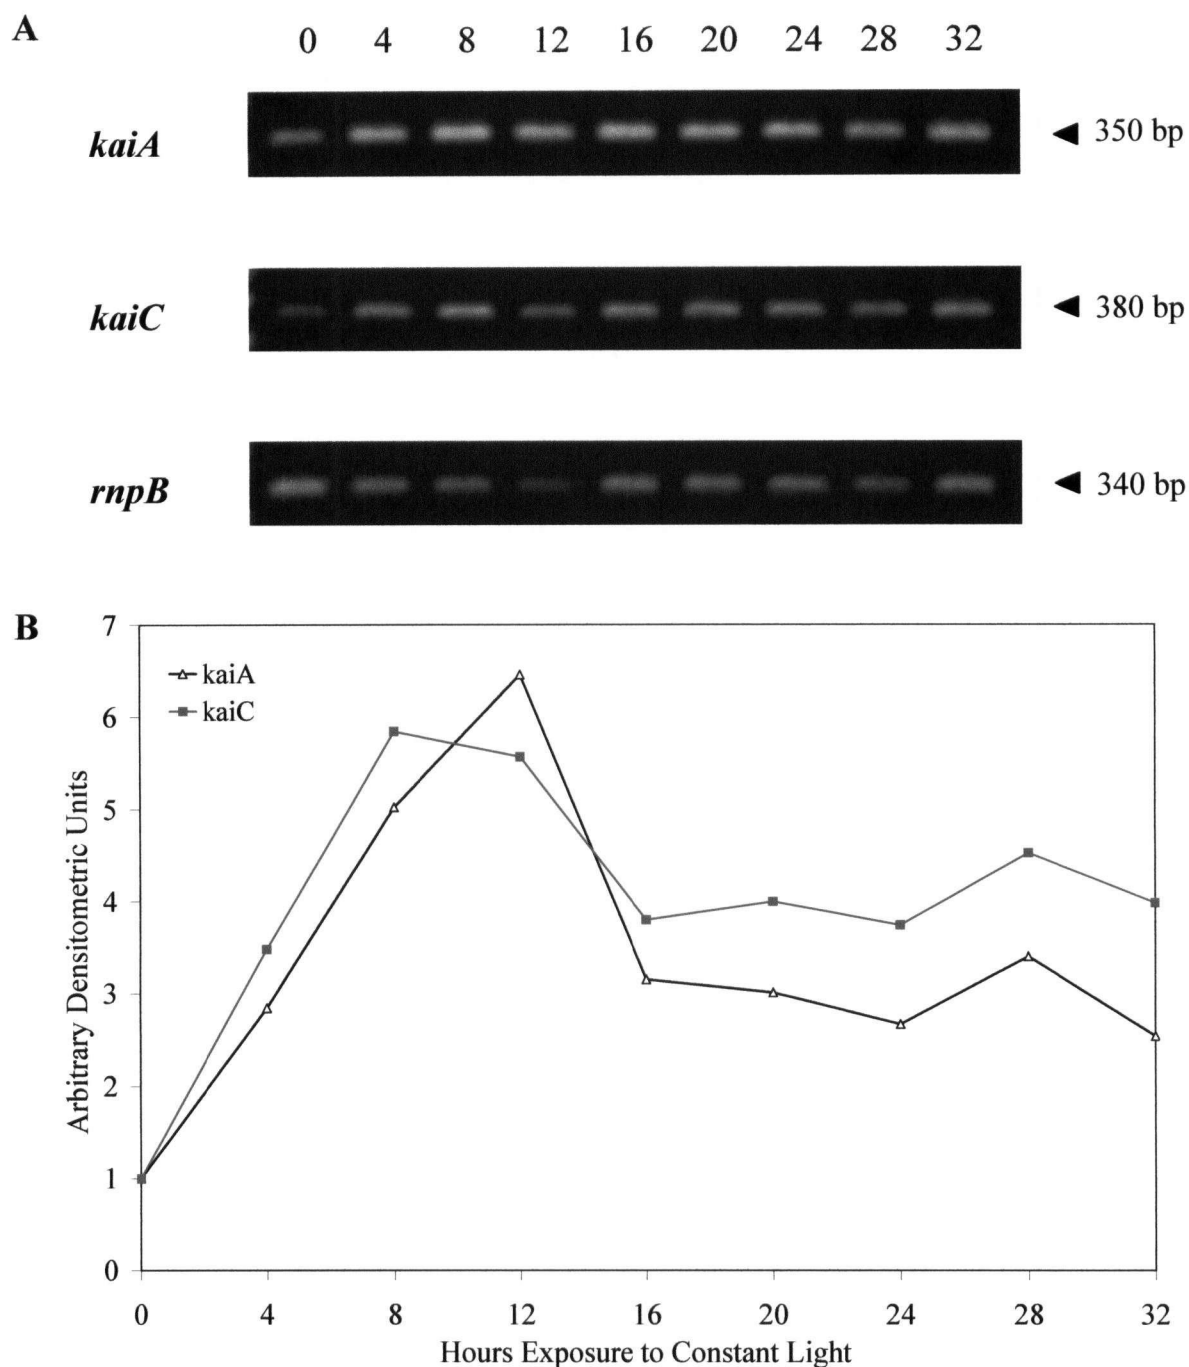 A
0 4 8 12 16 20 24 28 32
kaiA
350 bp
kaiC
380 bp
rnpB
340 bp
B
7
6
5
4
3
2
1
0
Arbitrary Densitometric Units
kaiA
kaiC
0 4 8 12 16 20 24 28 32
Hours Exposure to Constant Light